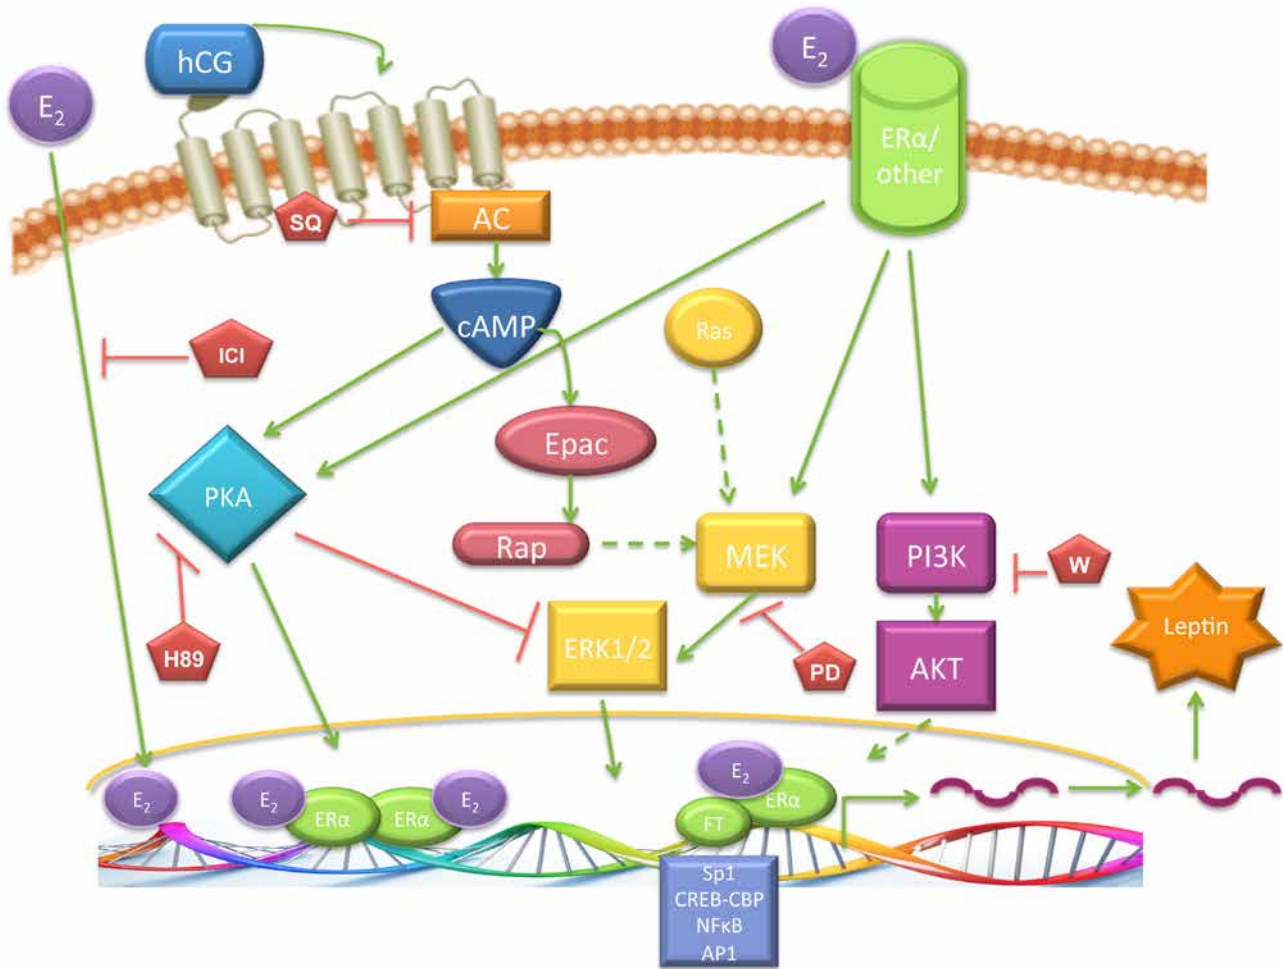 hCG
E2
E2
ERα/
other
SQ
AC
cAMP
Ras
ICI
Epac
PKA
Rap
MEK
PI3K
W
Leptin
H89
ERK1/2
PD
AKT
E2
E2
ERα
ERα
E2
E2
ERα
FT
Sp1
CREB-CBP
NFκB
AP1